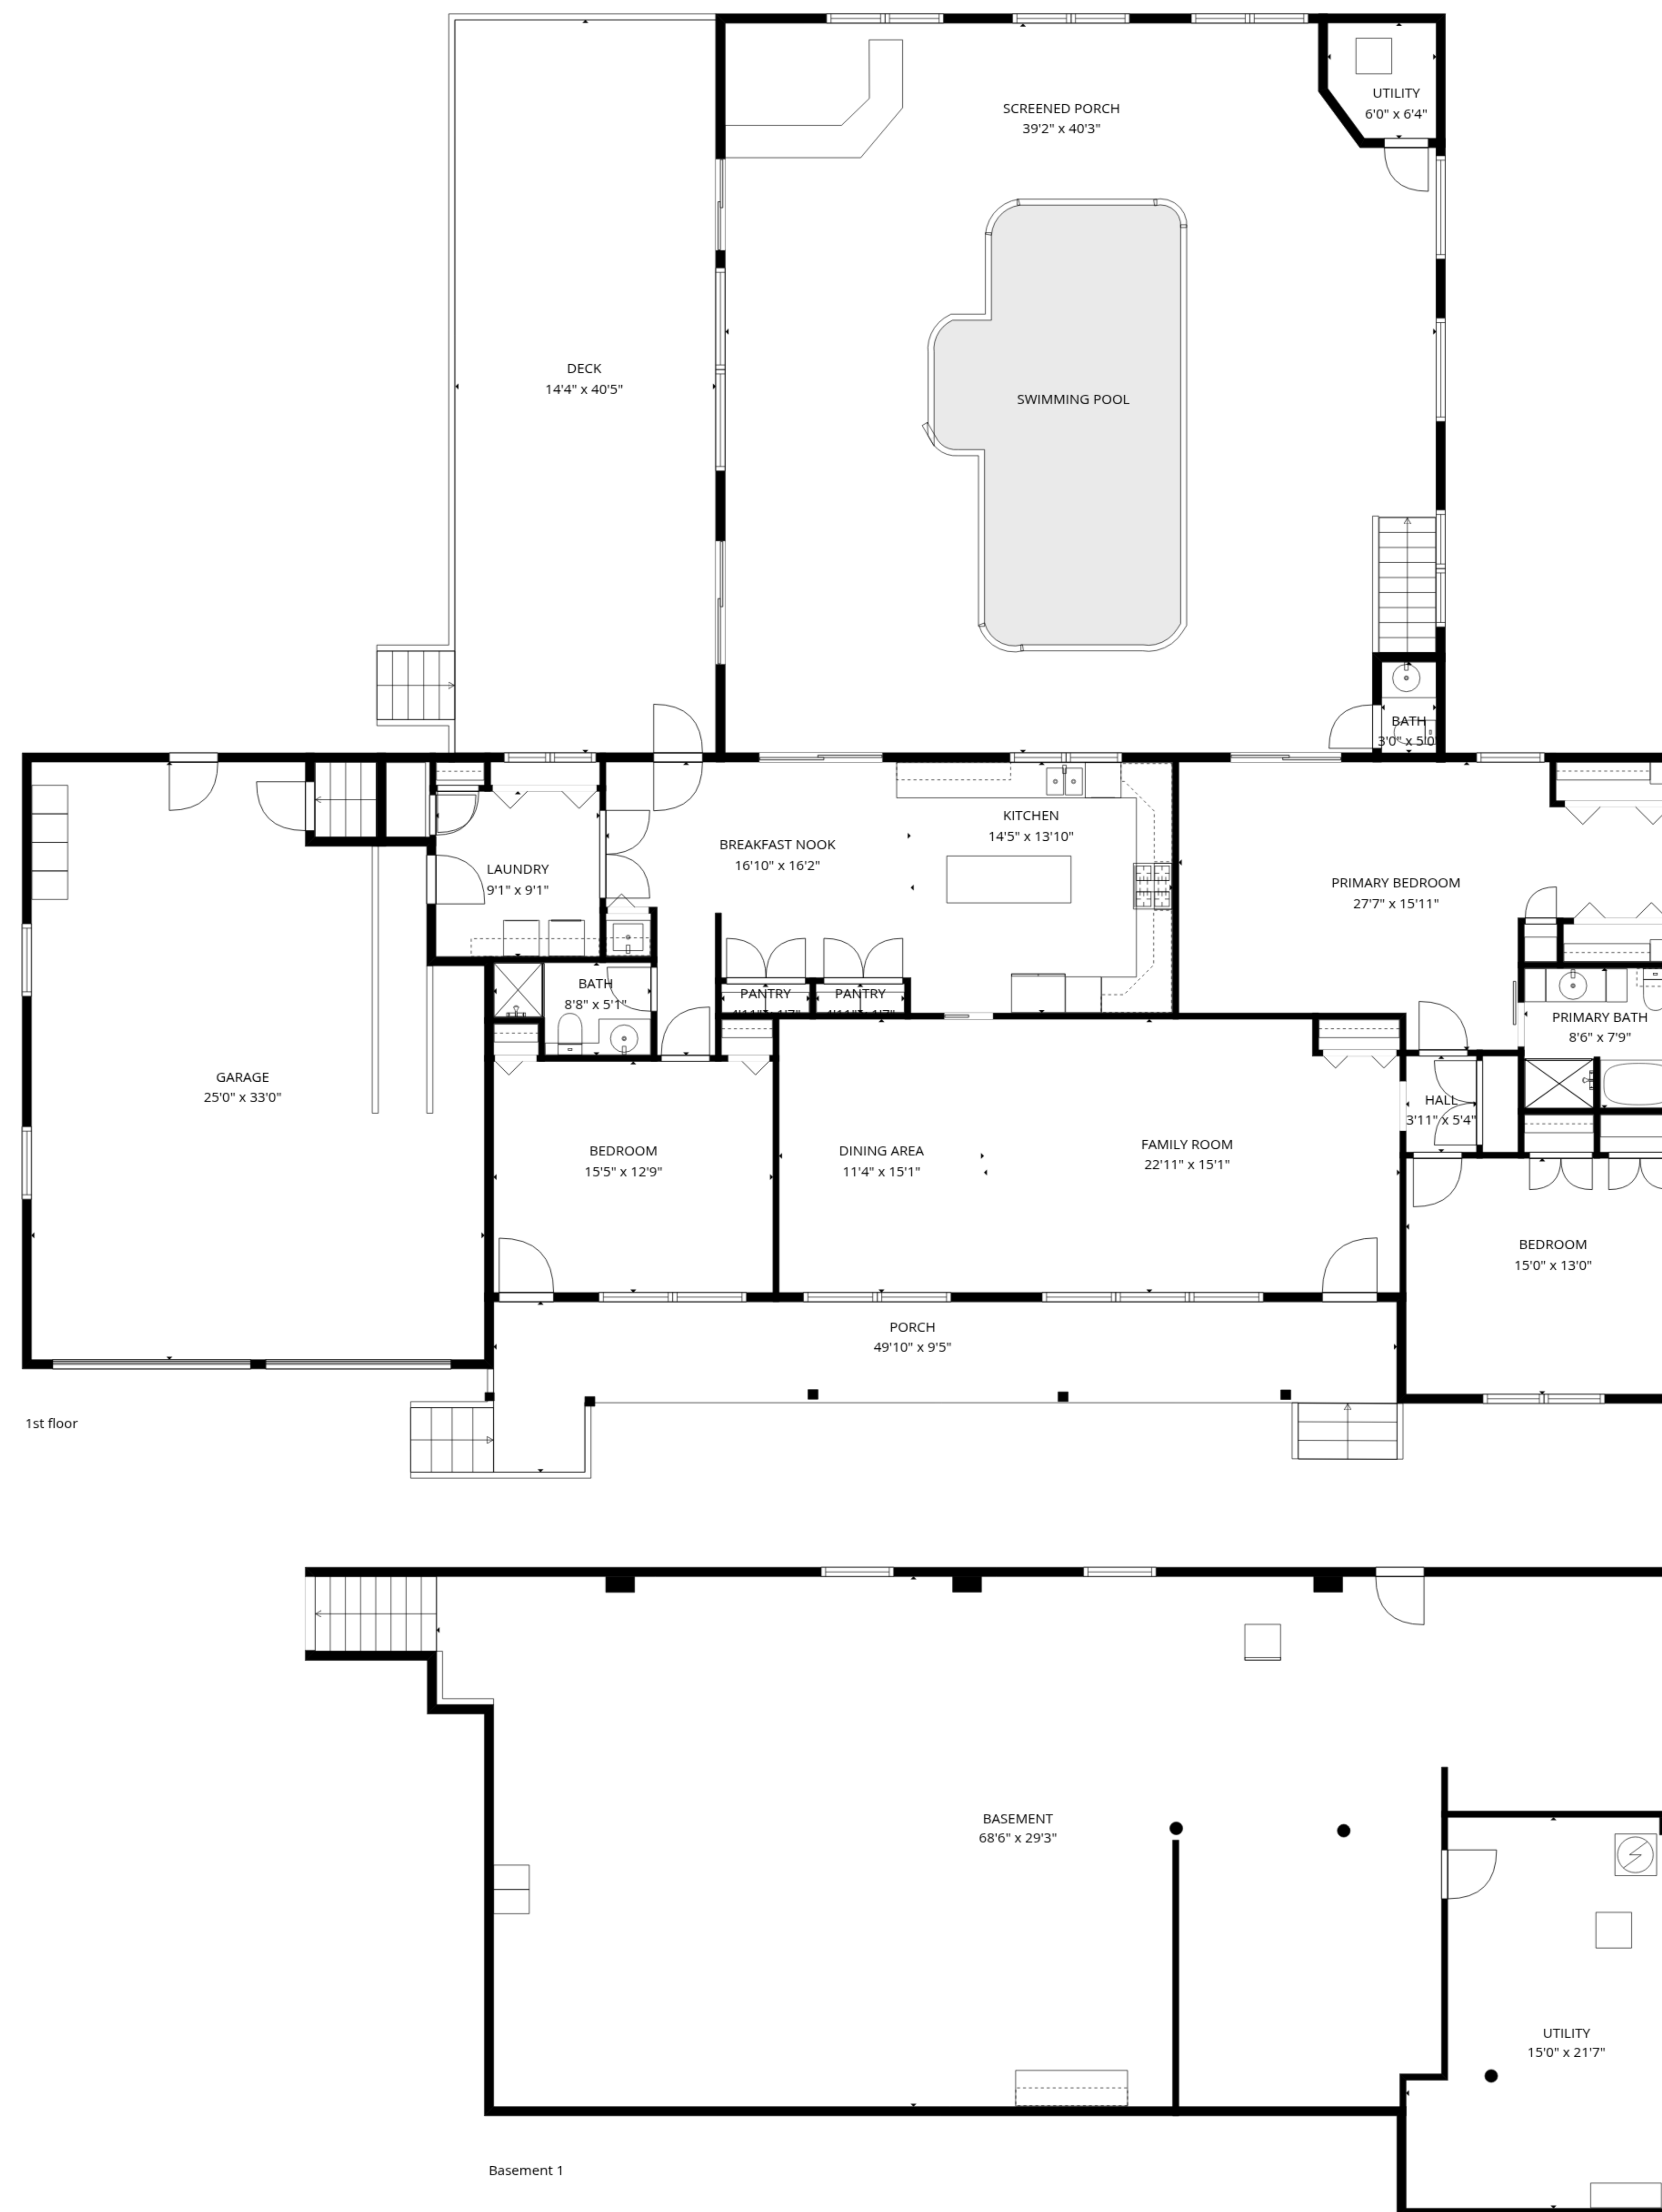 UTILITY
6'0" x 6'4"
SCREENED PORCH
39'2" x 40'3"
DECK
14'4" x 40'5"
SWIMMING POOL
BATH
3'0" x 5'0
KITCHEN
14'5" x 13'10"
BREAKFAST NOOK
16'10" x 16'2"
LAUNDRY
9'1" x 9'1"
PRIMARY BEDROOM
27'7" x 15'11"
BATH
8'8" x 5'1"
PANTRY
PANTRY
PRIMARY BATH
8'6" x 7'9"
GARAGE
25'0" x 33'0"
HALL
3'11" x 5'4"
BEDROOM
15'5" x 12'9"
DINING AREA
11'4" x 15'1"
FAMILY ROOM
22'11" x 15'1"
BEDROOM
15'0" x 13'0"
PORCH
49'10" x 9'5"
1st floor
BASEMENT
68'6" x 29'3"
UTILITY
15'0" x 21'7"
Basement 1